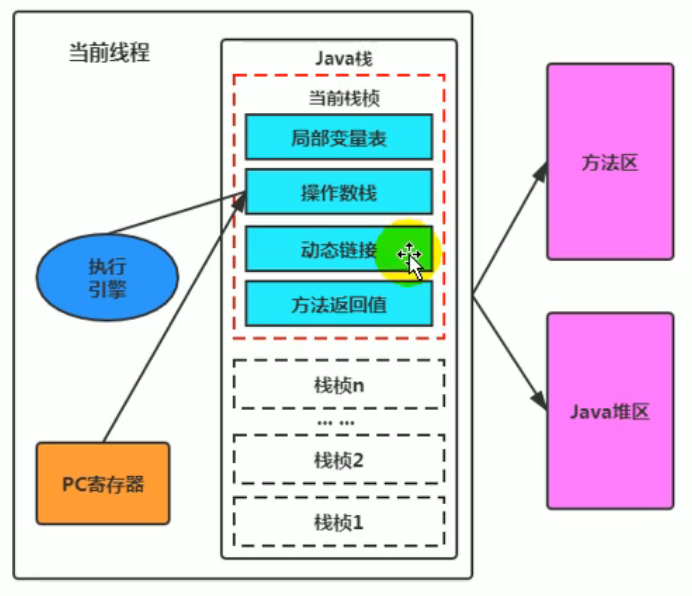 当前线程
Java栈
当前栈桢
局部变量表
操作数栈
动态链接
方法返回值
栈桢n
... ...
栈桢2
栈桢1
执行
引擎
PC寄存器
方法区
Java堆区